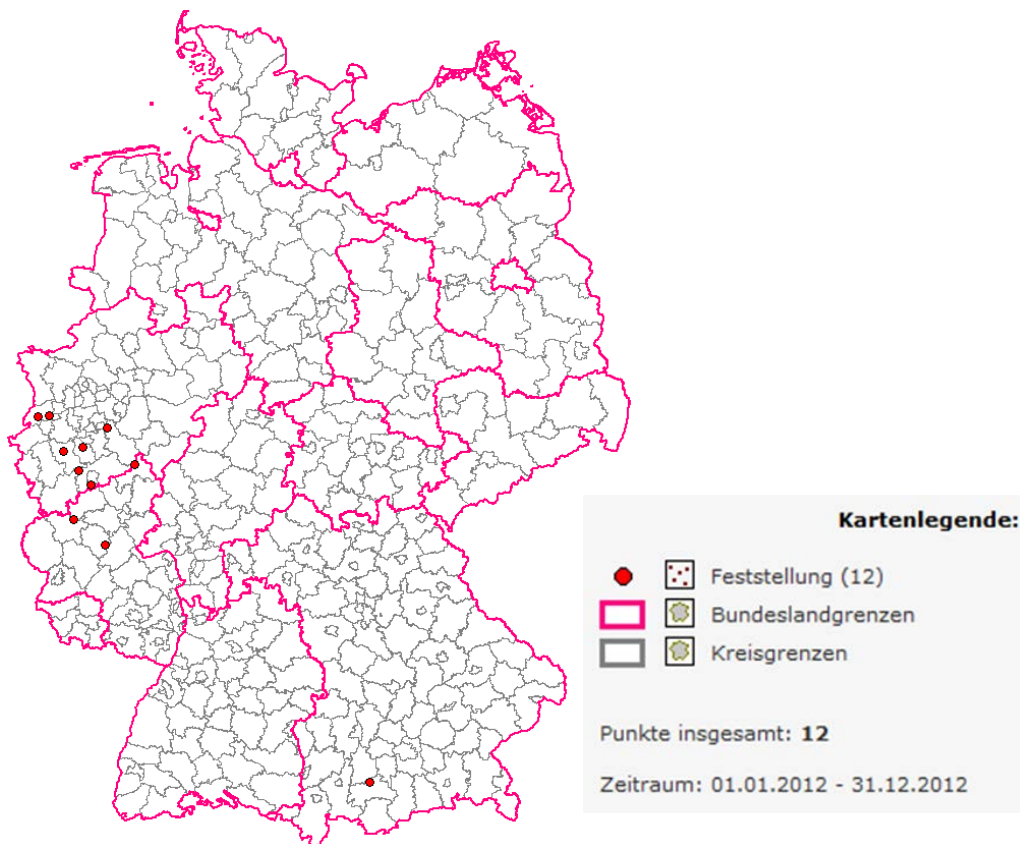 Kartenlegende:
Feststellung (12)
Bundeslandgrenzen
Kreisgrenzen
Punkte insgesamt: 12
Zeitraum: 01.01.2012 - 31.12.2012